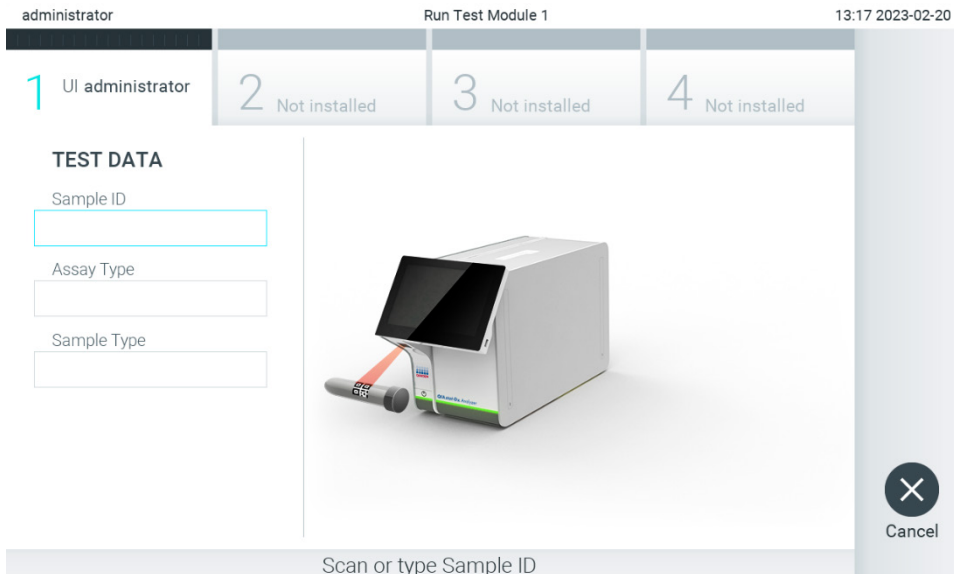 administrator Run Test Module 1 13:17 2023-02-20
1 UI administrator 2 Not installed 3 Not installed 4 Not installed
TEST DATA
Sample ID
Assay Type
Sample Type
Cancel
Scan or type Sample ID